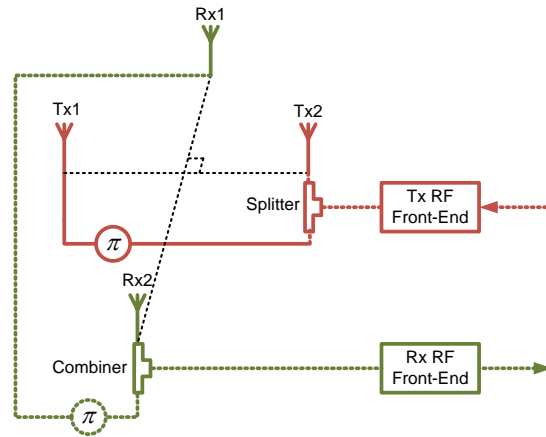 Rx1
Tx1
Tx2
Splitter
Tx RF
Front-End
π
Rx2
Combiner
Rx RF
Front-End
π